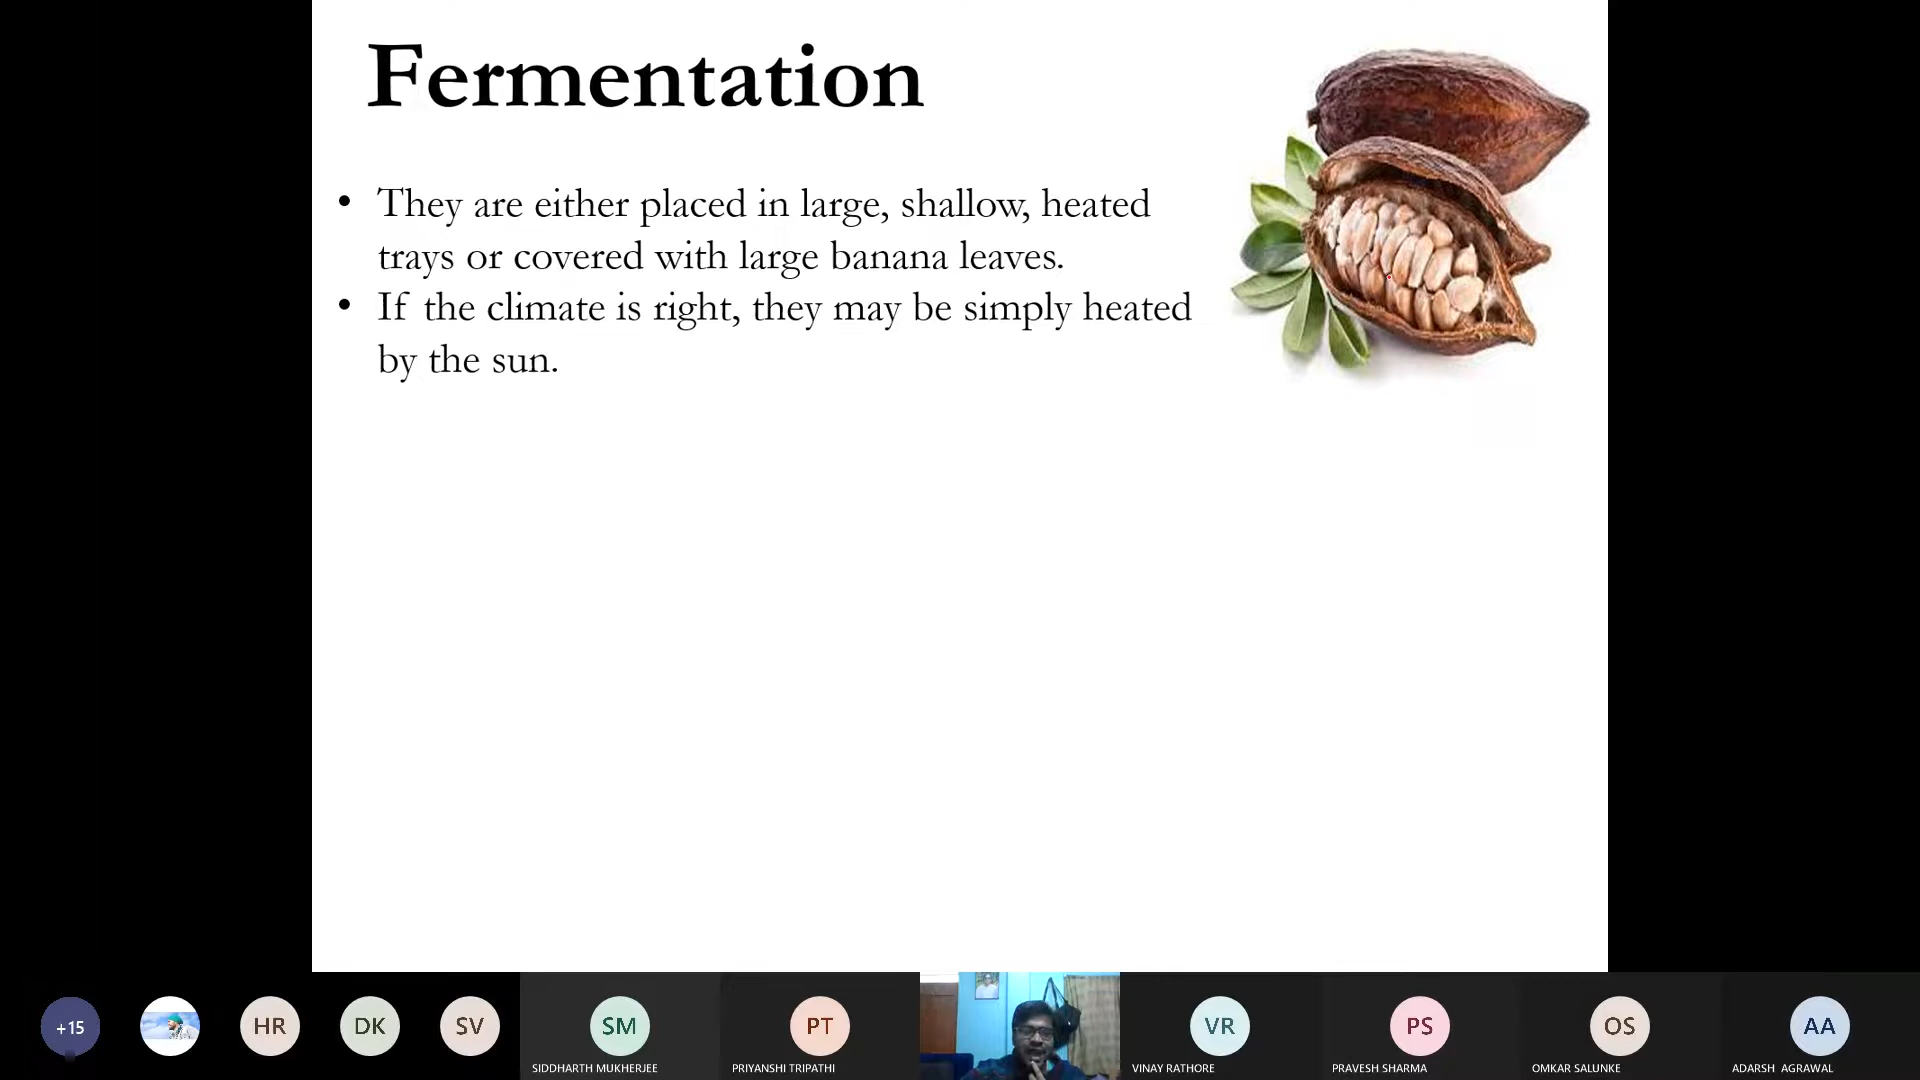 Fermentation
• They are either placed in large, shallow, heated
trays or covered with large banana leaves.
• If the climate is right, they may be simply heated
by the sun.
+15
HR
DK
SV
SM
PT
VR
PS
OS
AA
SIDDHARTH MUKHERJEE
PRIYANSHI TRIPATHI
VINAY RATHORE
PRAVESH SHARMA
OMKAR SALUNKE
ADARSH AGRAWAL